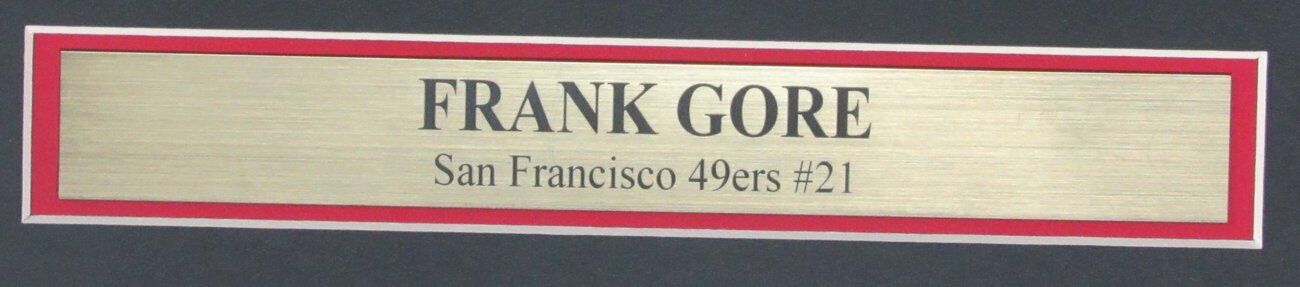 FRANK GORE
San Francisco 49ers #21